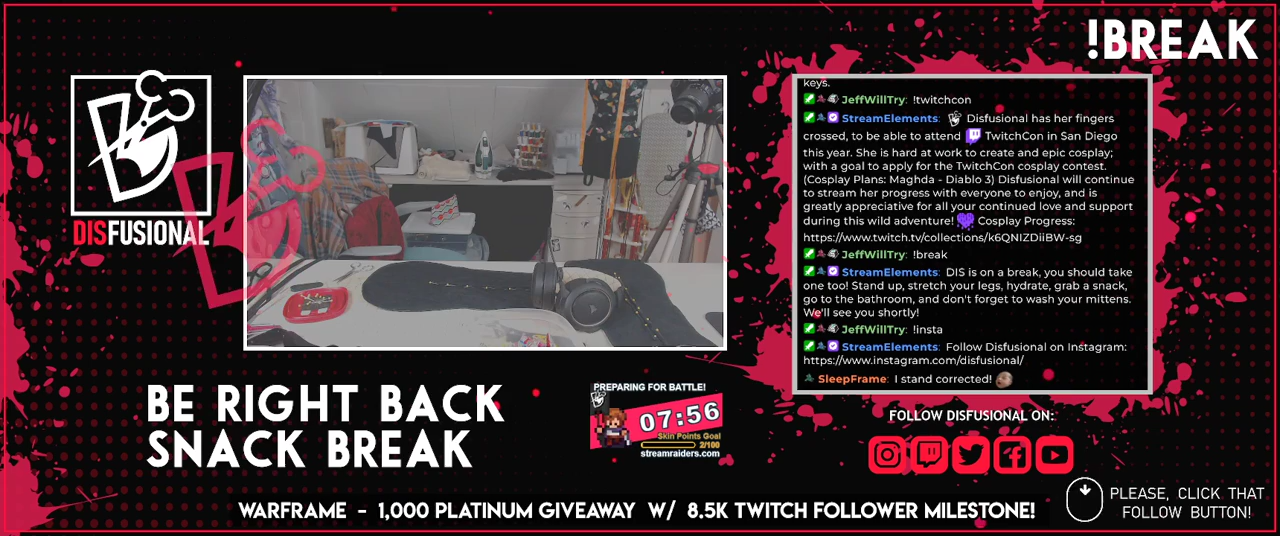 !BREAK
DISFUSIONAL
keys.
JeffWillTry: !twitchcon
StreamElements: Disfusional has her fingers
crossed, to be able to attend TwitchCon in San Diego
this year. She is hard at work to create and epic cosplay;
with a goal to apply for the TwitchCon cosplay contest.
(Cosplay Plans: Maghda - Diablo 3) Disfusional will continue
to stream her progress with everyone to enjoy, and is
greatly appreciative for all your continued love and support
during this wild adventure! Cosplay Progress:
https://www.twitch.tv/collections/k6QNIZDiiBW-sg
JeffWillTry: !break
StreamElements: DIS is on a break, you should take
one too! Stand up, stretch your legs, hydrate, grab a snack,
go to the bathroom, and don't forget to wash your mittens.
We'll see you shortly!
JeffWillTry: !insta
StreamElements: Follow Disfusional on Instagram:
https://www.instagram.com/disfusional/
SleepFrame: I stand corrected!
BE RIGHT BACK
SNACK BREAK
PREPARING FOR BATTLE!
07:56
Skin Points Goal
2/100
streamraiders.com
FOLLOW DISFUSIONAL ON:
WARFRAME - 1,000 PLATINUM GIVEAWAY W/ 8.5K TWITCH FOLLOWER MILESTONE!
PLEASE, CLICK THAT
FOLLOW BUTTON!